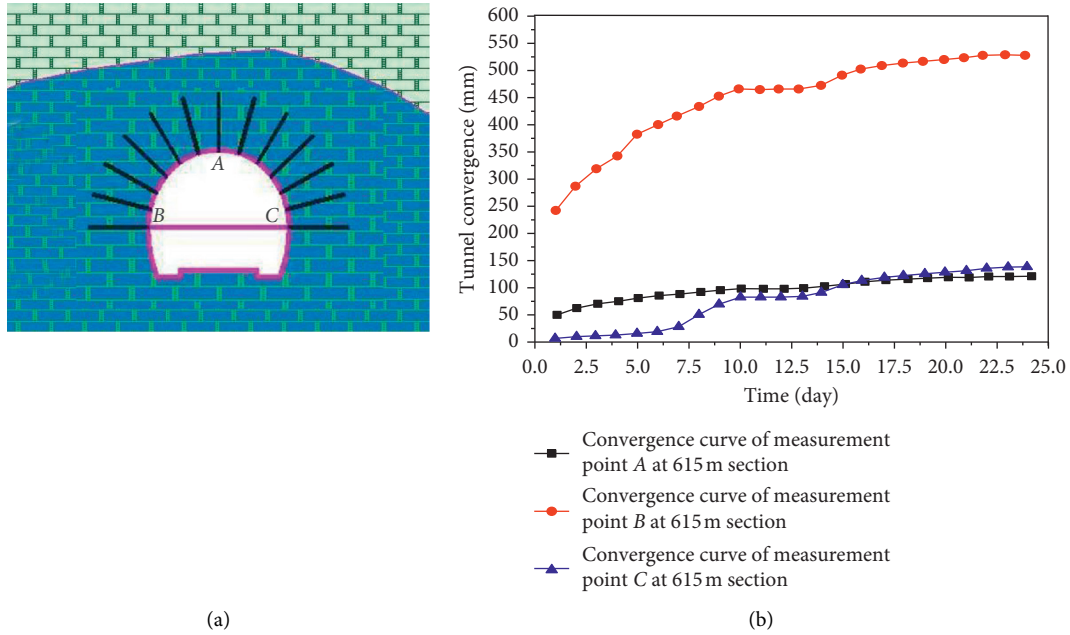 A
B
C
(a)
Tunnel convergence (mm)
600
550
500
450
400
350
300
250
200
150
100
50
0
0.0 2.5 5.0 7.5 10.0 12.5 15.0 17.5 20.0 22.5 25.0
Time (day)
Convergence curve of measurement
point A at 615 m section
Convergence curve of measurement
point B at 615 m section
Convergence curve of measurement
point C at 615 m section
(b)